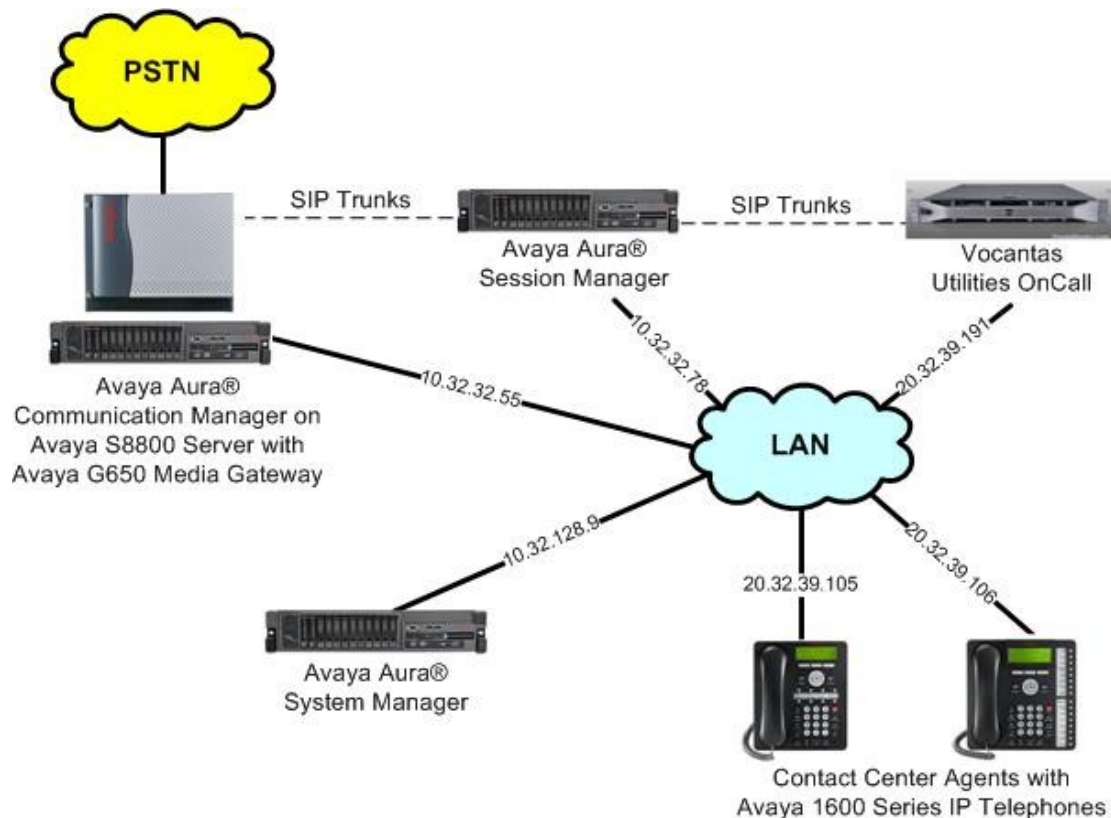 PSTN
SIP Trunks
SIP Trunks
Avaya Aura®
Session Manager
Vocantas
Utilities OnCall
Avaya Aura®
Communication Manager on
Avaya S8800 Server with
Avaya G650 Media Gateway
10.32.32.55
10.32.32.78
20.32.39.191
LAN
10.32.128.9
20.32.39.105
20.32.39.106
Avaya Aura®
System Manager
Contact Center Agents with
Avaya 1600 Series IP Telephones